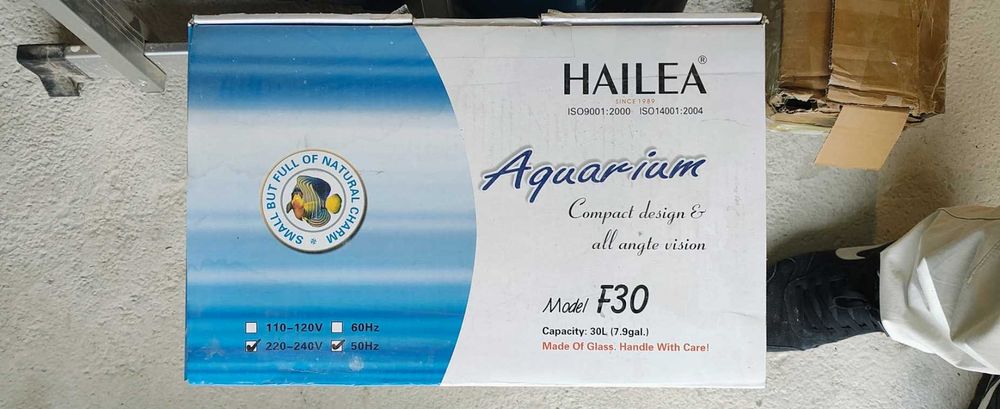 HAILEA®
SINCE 1989
ISO9001:2000 ISO14001:2004
Aquarium
Compact design &
all angte vision
SMALL BUT FULL OF NATURAL CHARM *
Model F30
110-120V 60Hz
220-240V 50Hz
Capacity: 30L (7.9gal.)
Made Of Glass. Handle With Care!